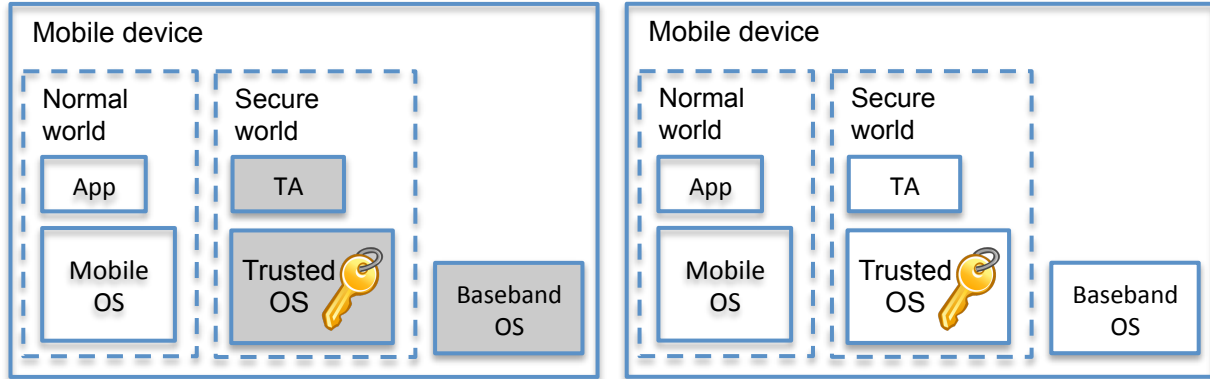 Mobile device
Normal
world
Secure
world
App
TA
Mobile
OS
Trusted
OS
Baseband
OS
Mobile device
Normal
world
Secure
world
App
TA
Mobile
OS
Trusted
OS
Baseband
OS